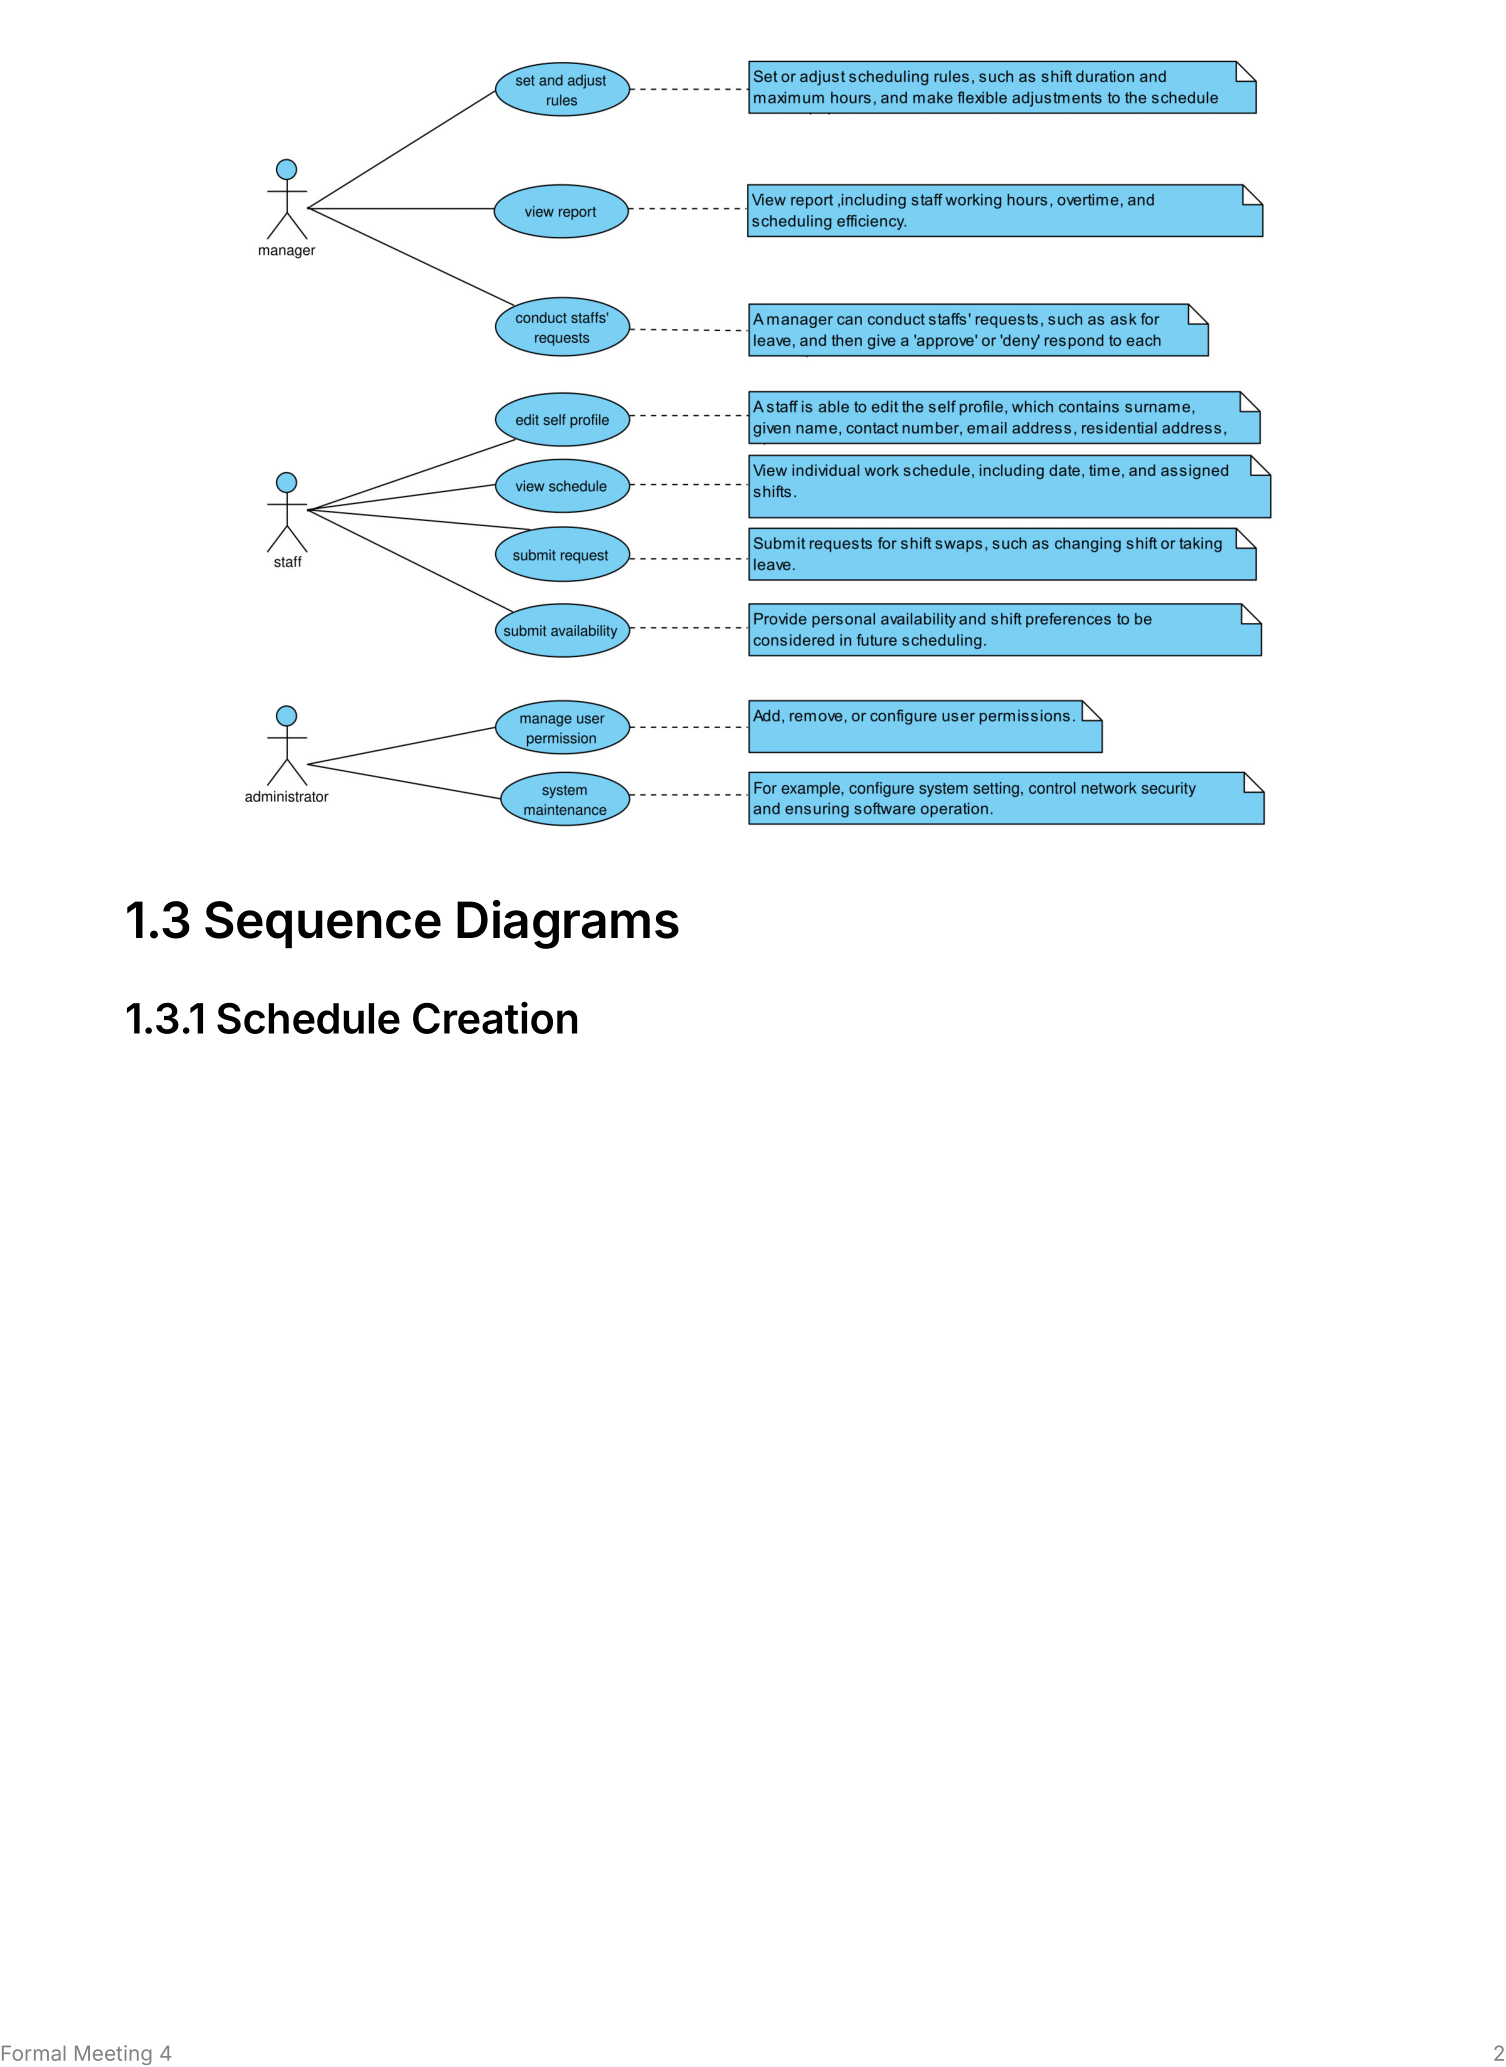 set and adjust
rules
Set or adjust scheduling rules, such as shift duration and
maximum hours, and make flexible adjustments to the schedule
manager
view report
View report ,including staff working hours, overtime, and
scheduling efficiency.
conduct staffs'
requests
A manager can conduct staffs' requests, such as ask for
leave, and then give a 'approve' or 'deny' respond to each
edit self profile
A staff is able to edit the self profile, which contains surname,
given name, contact number, email address, residential address,
staff
view schedule
View individual work schedule, including date, time, and assigned
shifts.
submit request
Submit requests for shift swaps, such as changing shift or taking
leave.
submit availability
Provide personal availability and shift preferences to be
considered in future scheduling.
administrator
manage user
permission
Add, remove, or configure user permissions.
system
maintenance
For example, configure system setting, control network security
and ensuring software operation.
1.3 Sequence Diagrams
1.3.1 Schedule Creation
Formal Meeting 4
2